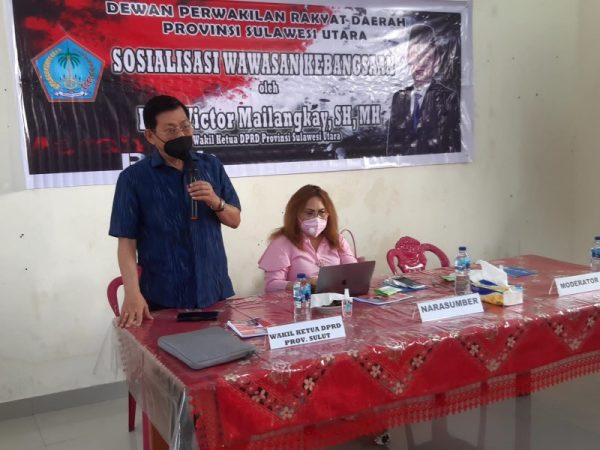 DEWAN PERWAKILAN RAKYAT DAERAH
PROVINSI SULAWESI UTARA
SOSIALISASI WAWASAN KEBANGSAAN
oleh
Victor Mailangkay, SH, MH
Wakil Ketua DPRD Provinsi Sulawesi Utara
WAKIL KETUA DPRD
PROV. SULUT
NARASUMBER
MODERATOR